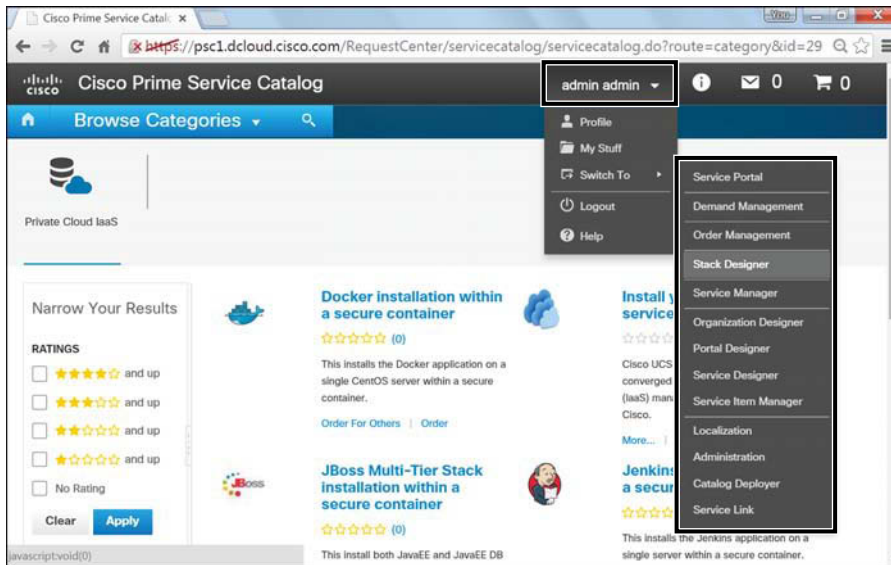 Cisco Prime Service Catalo
You
https://psc1.dcloud.cisco.com/RequestCenter/servicecatalog/servicecatalog.do?route=category&id=29
cisco
Cisco Prime Service Catalog
admin admin
0
0
Browse Categories
Profile
My Stuff
Switch To
Logout
Help
Service Portal
Demand Management
Order Management
Stack Designer
Service Manager
Organization Designer
Portal Designer
Service Designer
Service Item Manager
Localization
Administration
Catalog Deployer
Service Link
Private Cloud IaaS
Narrow Your Results
RATINGS
and up
and up
and up
and up
No Rating
Clear
Apply
Docker installation within
a secure container
(0)
This installs the Docker application on a
single CentOS server within a secure
container.
Order For Others | Order
Install
service
Cisco UCS
converged
(IaaS) man
Cisco.
More... |
JBoss
JBoss Multi-Tier Stack
installation within a
secure container
(0)
This install both JavaEE and JavaEE DB
Jenkins
a secur
This installs the Jenkins application on a
single server within a secure container.
javascript:void(0)